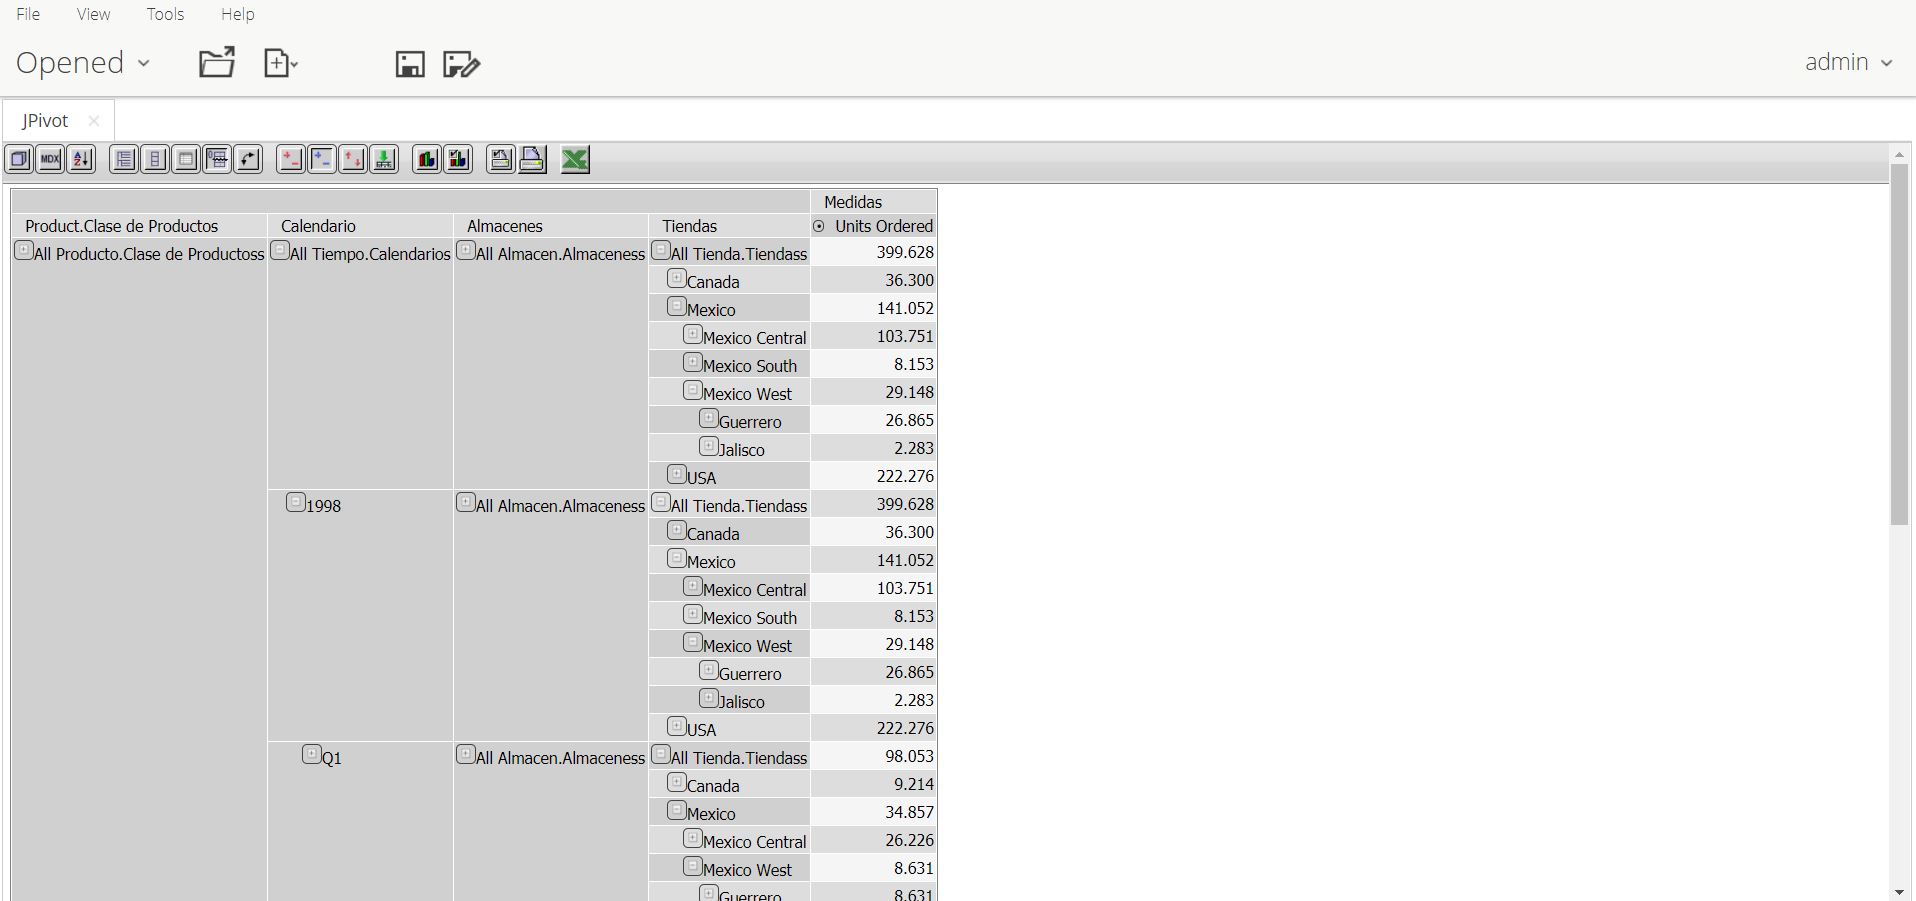 File View Tools Help
Opened
admin
JPivot
MDX
Medidas
Product.Clase de Productos Calendario Almacenes Tiendas Units Ordered
All Producto.Clase de Productoss All Tiempo.Calendarios All Almacen.Almaceness All Tienda.Tiendass 399.628
Canada 36.300
Mexico 141.052
Mexico Central 103.751
Mexico South 8.153
Mexico West 29.148
Guerrero 26.865
Jalisco 2.283
USA 222.276
1998 All Almacen.Almaceness All Tienda.Tiendass 399.628
Canada 36.300
Mexico 141.052
Mexico Central 103.751
Mexico South 8.153
Mexico West 29.148
Guerrero 26.865
Jalisco 2.283
USA 222.276
Q1 All Almacen.Almaceness All Tienda.Tiendass 98.053
Canada 9.214
Mexico 34.857
Mexico Central 26.226
Mexico West 8.631
Guerrero 8.631